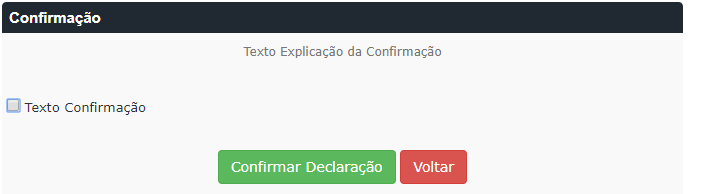 Confirmação
Texto Explicação da Confirmação
Texto Confirmação
Confirmar Declaração Voltar